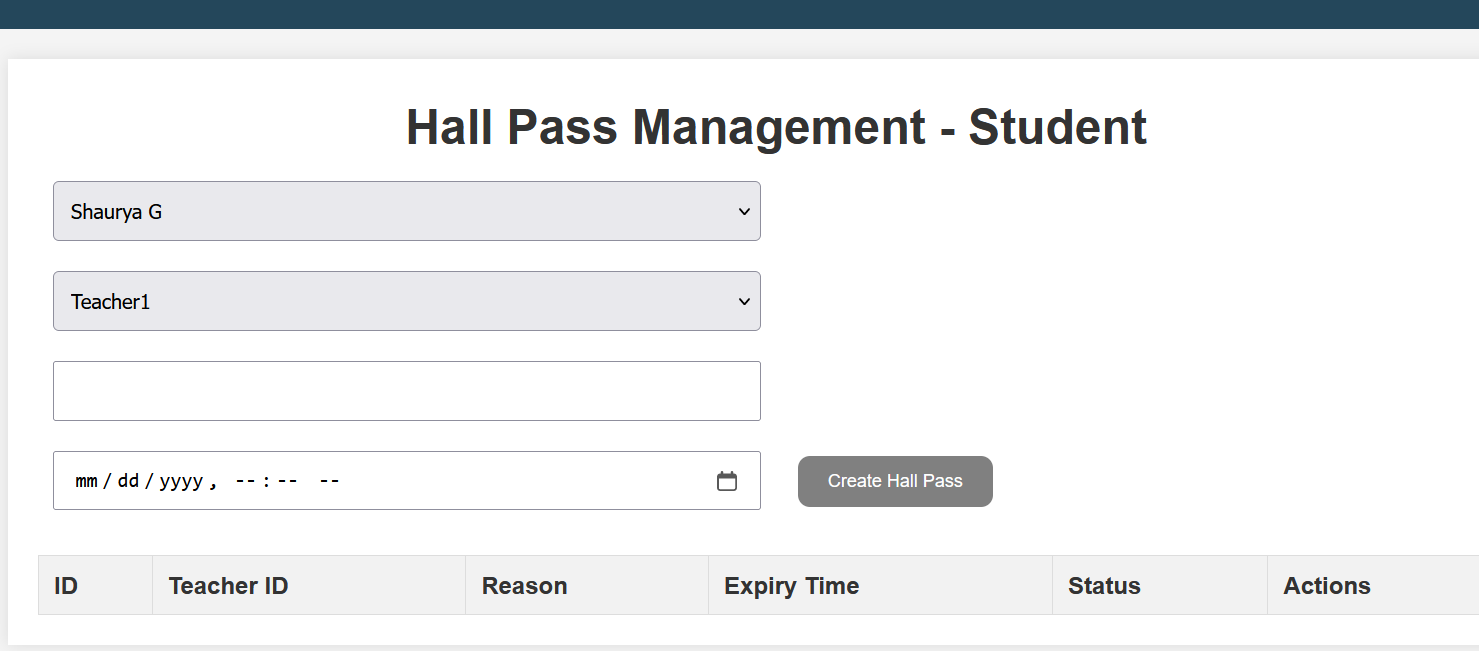 Hall Pass Management - Student
Shaurya G
Teacher1
mm/dd/yyyy, --:-- --
Create Hall Pass
ID Teacher ID Reason Expiry Time Status Actions